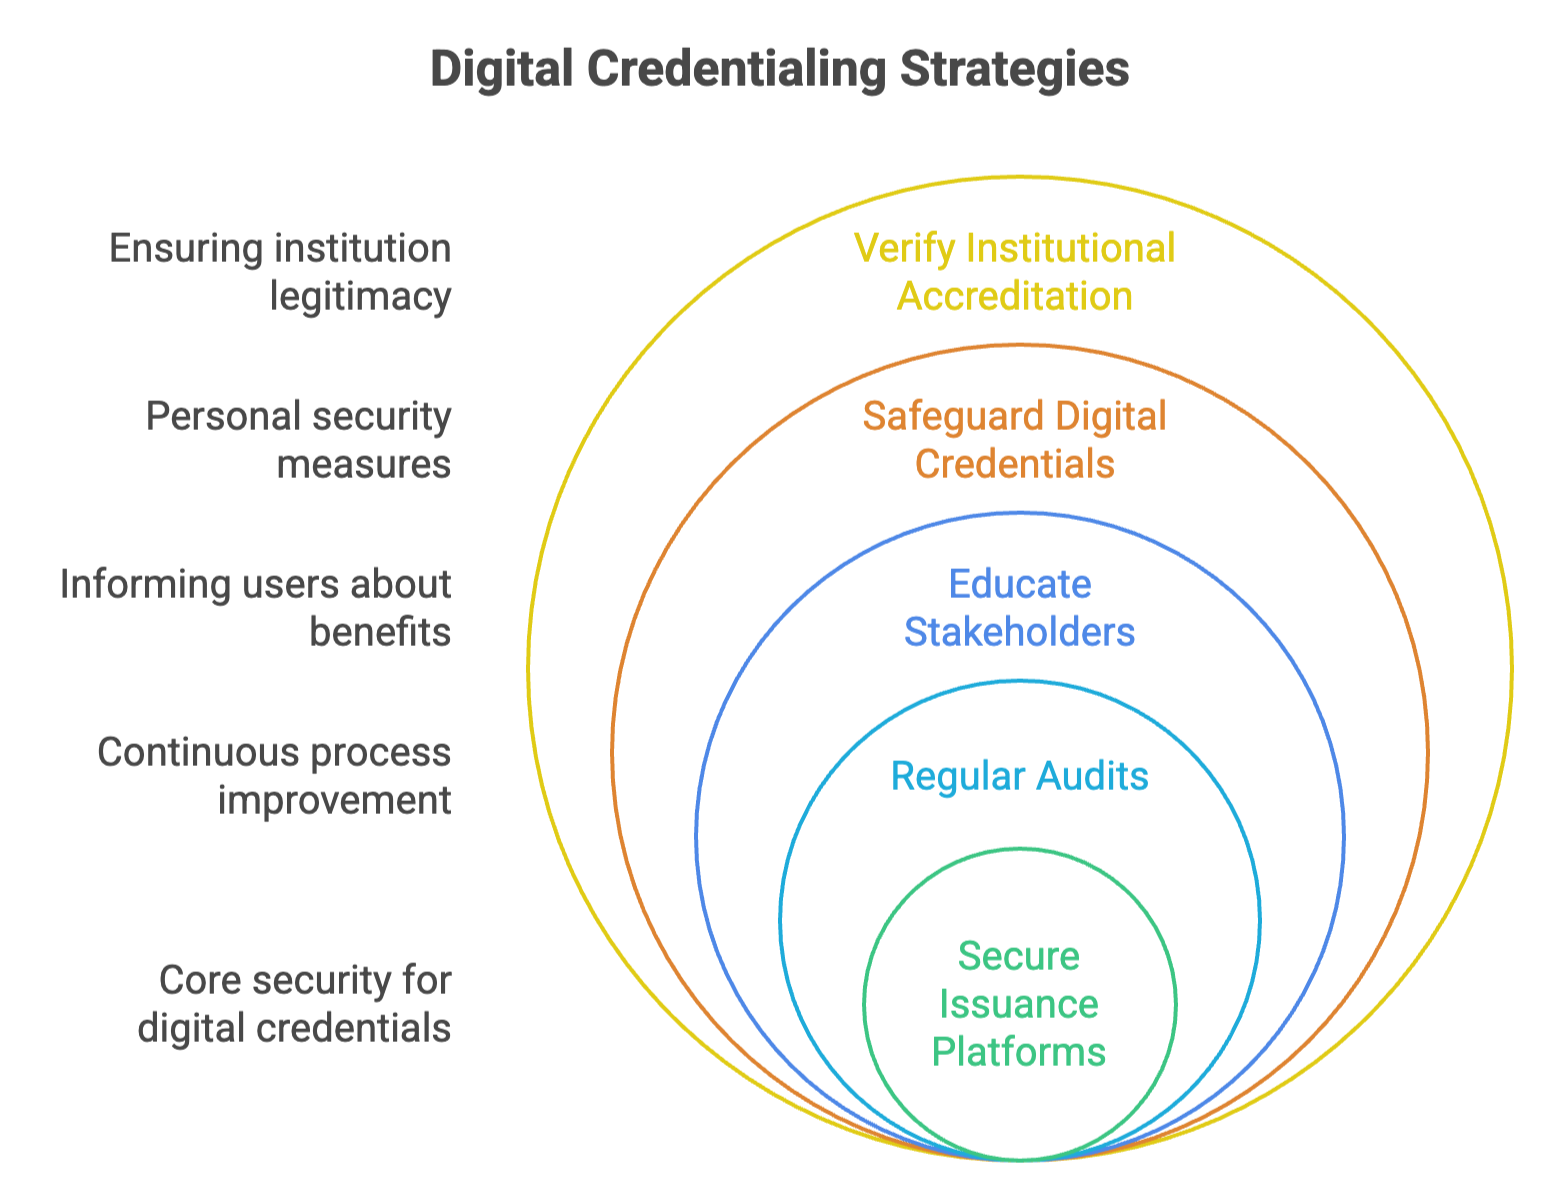 Digital Credentialing Strategies
Ensuring institution
legitimacy
Verify Institutional
Accreditation
Personal security
measures
Safeguard Digital
Credentials
Informing users about
benefits
Educate
Stakeholders
Continuous process
improvement
Regular Audits
Core security for
digital credentials
Secure
Issuance
Platforms